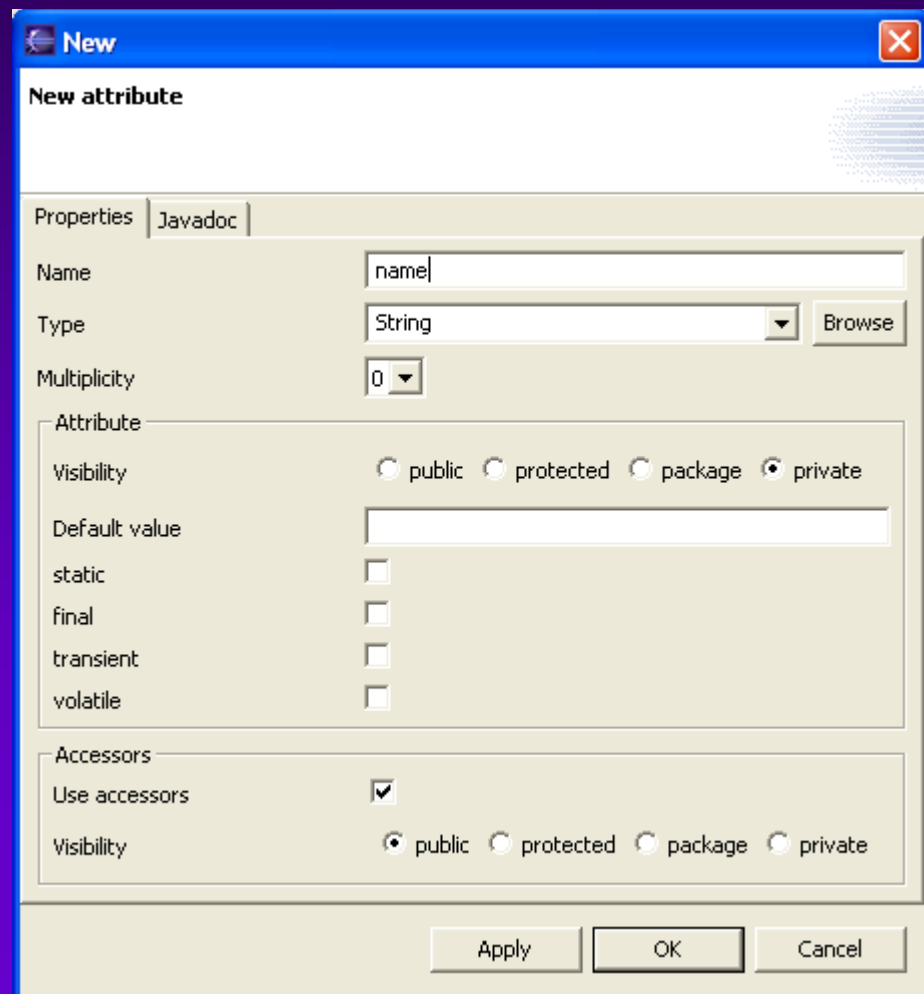 New
New attribute
Properties Javadoc
Name name
Type String Browse
Multiplicity 0
Attribute
Visibility public protected package private
Default value
static
final
transient
volatile
Accessors
Use accessors
Visibility public protected package private
Apply OK Cancel